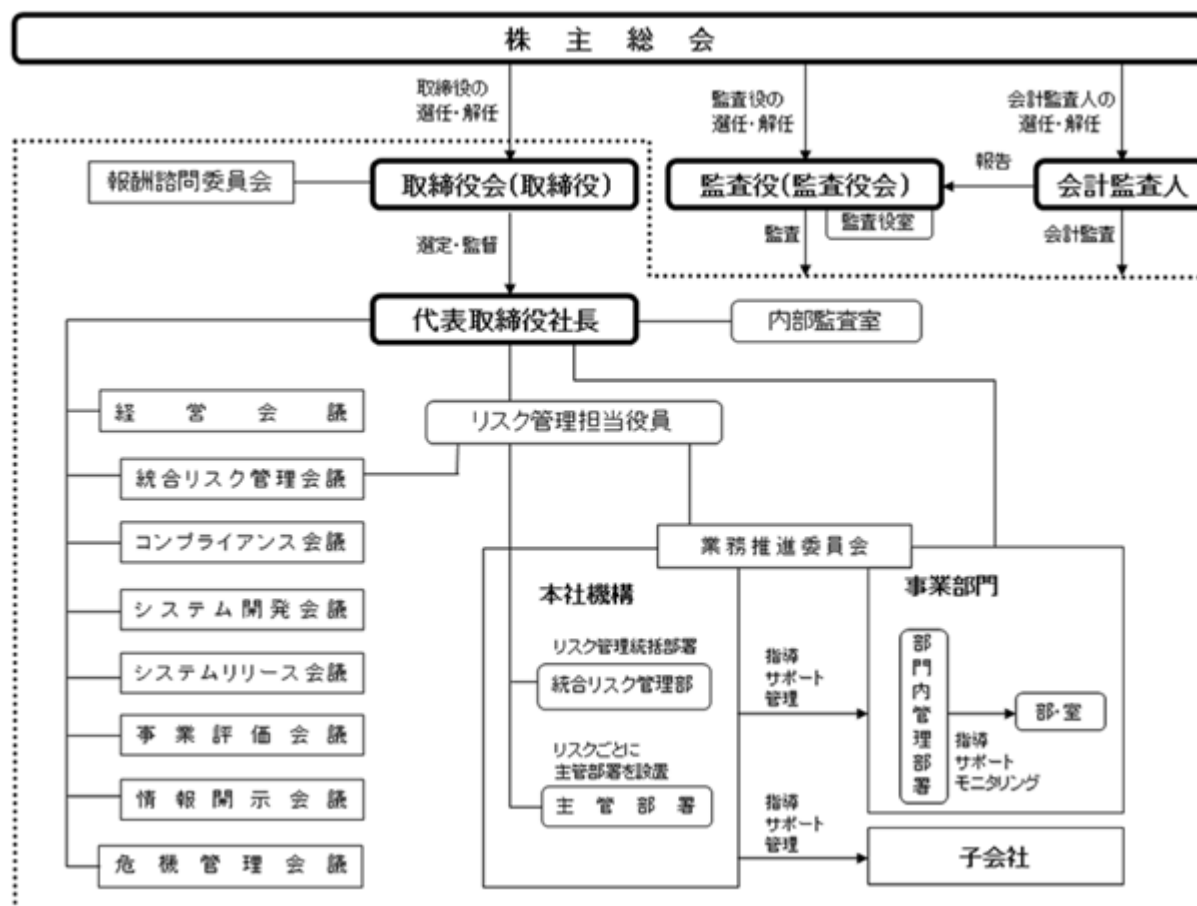 株主総会
取締役の
選任・解任
監査役の
選任・解任
会計監査人の
選任・解任
報酬諮問委員会
取締役会(取締役)
監査役(監査役会)
報告
会計監査人
選定・監督
監査
監査役室
会計監査
代表取締役社長
内部監査室
経営会議
リスク管理担当役員
統合リスク管理会議
コンプライアンス会議
業務推進委員会
システム開発会議
システムリリース会議
事業評価会議
情報開示会議
危機管理会議
本社機構
リスク管理統括部署
統合リスク管理部
リスクごとに
主管部署を設置
主管部署
指導
サポート
管理
指導
サポート
管理
事業部門
部門内管理部署
部・室
指導
サポート
モニタリング
子会社